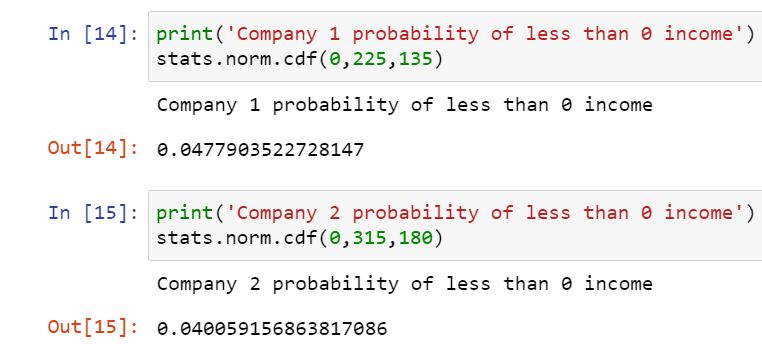 In [14]: print('Company 1 probability of less than 0 income')
stats.norm.cdf(0,225,135)
Company 1 probability of less than 0 income
Out[14]: 0.0477903522728147
In [15]: print('Company 2 probability of less than 0 income')
stats.norm.cdf(0,315,180)
Company 2 probability of less than 0 income
Out[15]: 0.040059156863817086